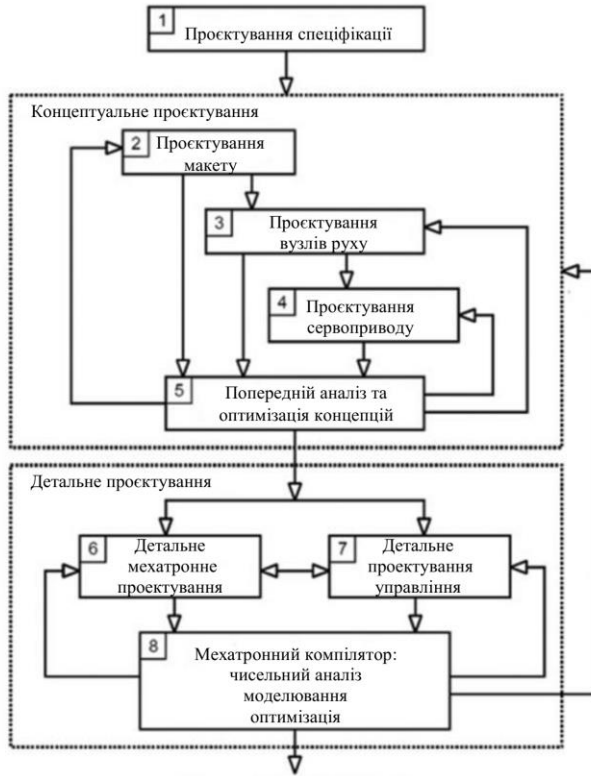 1
Проєктування специфікації
Концептуальне проєктування
2
Проєктування
макету
3
Проєктування
вузлів руху
4
Проєктування
сервоприводу
5
Попередній аналіз та
оптимізація концепцій
Детальне проєктування
6
Детальне
мехатронне
проектування
7
Детальне
проектування
управління
8
Мехатронний компілятор:
чисельний аналіз
моделювання
оптимізація